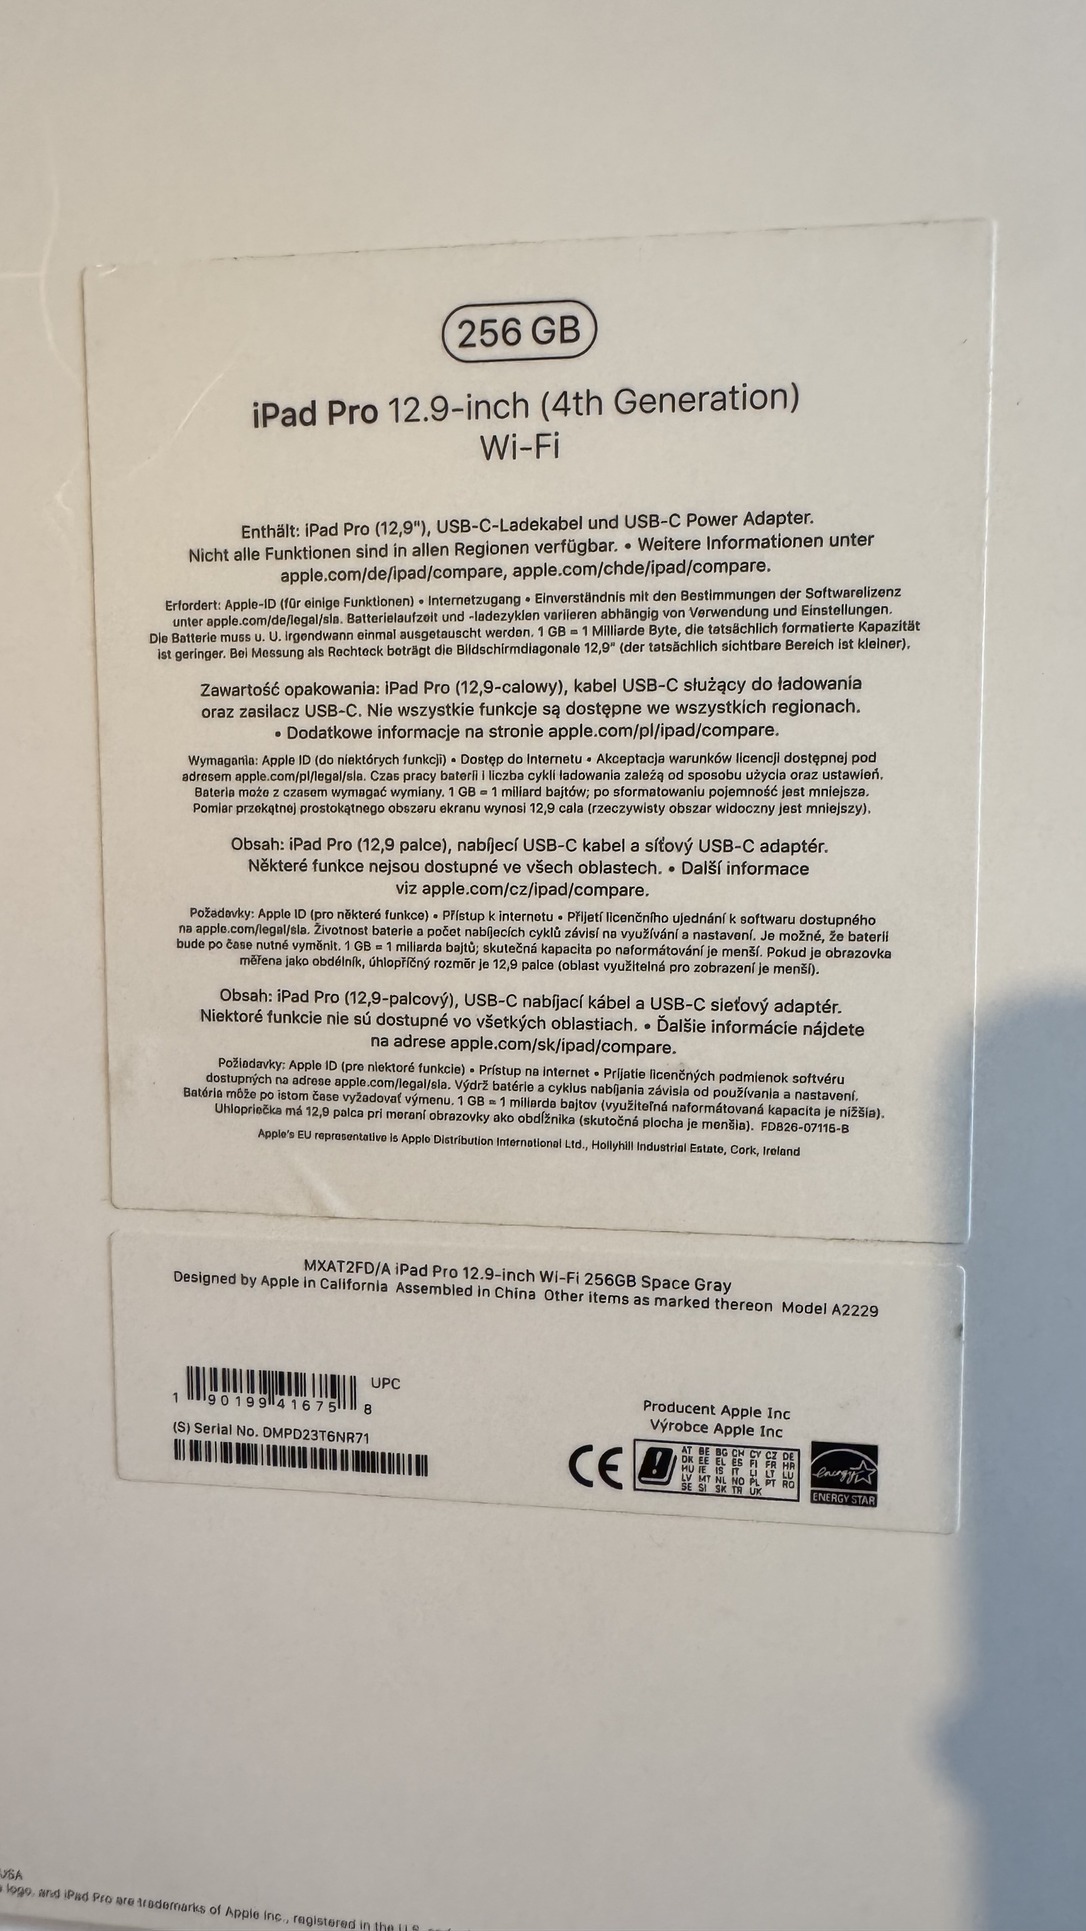 256 GB
iPad Pro 12.9-inch (4th Generation)
Wi-Fi
Enthält: iPad Pro (12,9"), USB-C-Ladekabel und USB-C Power Adapter.
Nicht alle Funktionen sind in allen Regionen verfügbar. • Weitere Informationen unter
apple.com/de/ipad/compare, apple.com/chde/ipad/compare.
Erfordert: Apple-ID (für einige Funktionen) • Internetzugang • Einverständnis mit den Bestimmungen der Softwarelizenz
unter apple.com/de/legal/sla. Batterielaufzeit und -ladezyklen variieren abhängig von Verwendung und Einstellungen.
Die Batterie muss u. U. irgendwann einmal ausgetauscht werden. 1 GB = 1 Milliarde Byte, die tatsächlich formatierte Kapazität
ist geringer. Bei Messung als Rechteck beträgt die Bildschirmdiagonale 12,9" (der tatsächlich sichtbare Bereich ist kleiner).
Zawartość opakowania: iPad Pro (12,9-calowy), kabel USB-C służący do ładowania
oraz zasilacz USB-C. Nie wszystkie funkcje są dostępne we wszystkich regionach.
• Dodatkowe informacje na stronie apple.com/pl/ipad/compare.
Wymagania: Apple ID (do niektórych funkcji) • Dostęp do Internetu • Akceptacja warunków licencji dostępnej pod
adresem apple.com/pl/legal/sla. Czas pracy baterii i liczba cykli ładowania zależą od sposobu użycia oraz ustawień.
Bateria może z czasem wymagać wymiany. 1 GB = 1 miliard bajtów; po sformatowaniu pojemność jest mniejsza.
Pomiar przekątnej prostokątnego obszaru ekranu wynosi 12,9 cala (rzeczywisty obszar widoczny jest mniejszy).
Obsah: iPad Pro (12,9 palce), nabíjecí USB-C kabel a síťový USB-C adaptér.
Některé funkce nejsou dostupné ve všech oblastech. • Další informace
viz apple.com/cz/ipad/compare.
Požadavky: Apple ID (pro některé funkce) • Přístup k internetu • Přijetí licenčního ujednání k softwaru dostupného
na apple.com/legal/sla. Životnost baterie a počet nabíjecích cyklů závisí na využívání a nastavení. Je možné, že baterii
bude po čase nutné vyměnit. 1 GB = 1 miliarda bajtů; skutečná kapacita po naformátování je menší. Pokud je obrazovka
měřena jako obdélník, úhlopříčný rozměr je 12,9 palce (oblast využitelná pro zobrazení je menší).
Obsah: iPad Pro (12,9-palcový), USB-C nabíjací kábel a USB-C sieťový adaptér.
Niektoré funkcie nie sú dostupné vo všetkých oblastiach. • Ďalšie informácie nájdete
na adrese apple.com/sk/ipad/compare.
Požiadavky: Apple ID (pre niektoré funkcie) • Prístup na internet • Prijatie licenčných podmienok softvéru
dostupných na adrese apple.com/legal/sla. Výdrž batérie a cyklus nabíjania závisia od používania a nastavení.
Batéria môže po istom čase vyžadovať výmenu. 1 GB = 1 miliarda bajtov (využiteľná naformátovaná kapacita je nižšia).
Uhlopriečka má 12,9 palca pri meraní obrazovky ako obdĺžnika (skutočná plocha je menšia). FD826-07115-B
Apple's EU representative is Apple Distribution International Ltd., Hollyhill Industrial Estate, Cork, Ireland
MXAT2FD/A iPad Pro 12.9-inch Wi-Fi 256GB Space Gray
Designed by Apple in California Assembled in China Other items as marked thereon Model A2229
UPC
1 90199 41675 8
(S) Serial No. DMPD23T6NR71
Producent Apple Inc
Výrobce Apple Inc
CE
AT BE BG CH CY CZ DE
DK EE EL ES FI FR HR
HU IE IS IT LI LT LU
LV MT NL NO PL PT RO
SE SI SK TR UK
energy
ENERGY STAR
USA
logo, and iPad Pro are trademarks of Apple Inc., registered in the U.S.